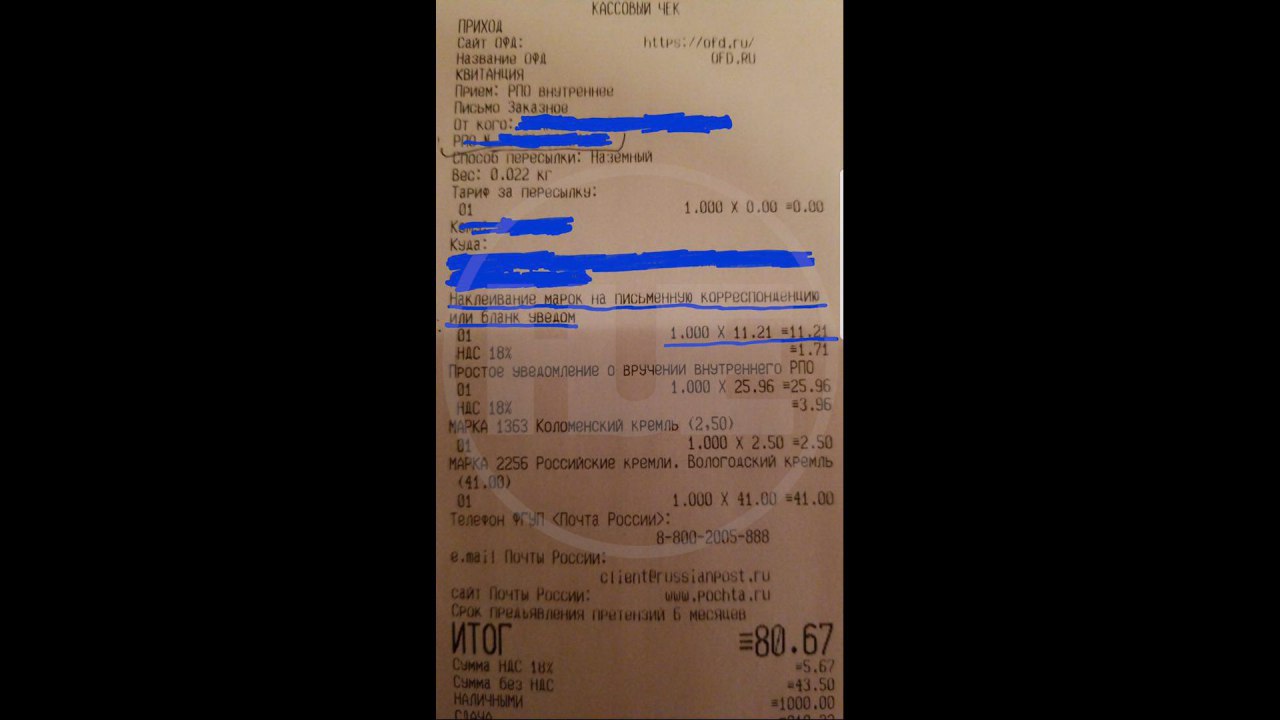 КАССОВЫЙ ЧЕК
ПРИХОД
Сайт ОФД: https://ofd.ru/
Название ОФД OFD.RU
КВИТАНЦИЯ
Прием: РПО внутреннее
Письмо Заказное
От кого:
Способ пересылки: Наземный
Вес: 0.022 кг
Тариф за пересылку:
01 1.000 X 0.00 ≡0.00
Куда:
Наклеивание марок на письменную корреспонденцию
или бланк уведом
01 1.000 X 11.21 ≡11.21
НДС 18% ≡1.71
Простое уведомление о вручении внутреннего РПО
01 1.000 X 25.96 ≡25.96
НДС 18% ≡3.96
МАРКА 1363 Коломенский кремль (2.50)
01 1.000 X 2.50 ≡2.50
МАРКА 2256 Российские кремли. Вологодский кремль
(41.00)
01 1.000 X 41.00 ≡41.00
Телефон ФГУП <Почта России>:
8-800-2005-888
e.mail Почты России:
client@russianpost.ru
сайт Почты России: www.pochta.ru
Срок предъявления претензий 6 месяцев
ИТОГ ≡80.67
Сумма НДС 18% ≡5.67
Сумма без НДС ≡43.50
НАЛИЧНЫМИ ≡1000.00